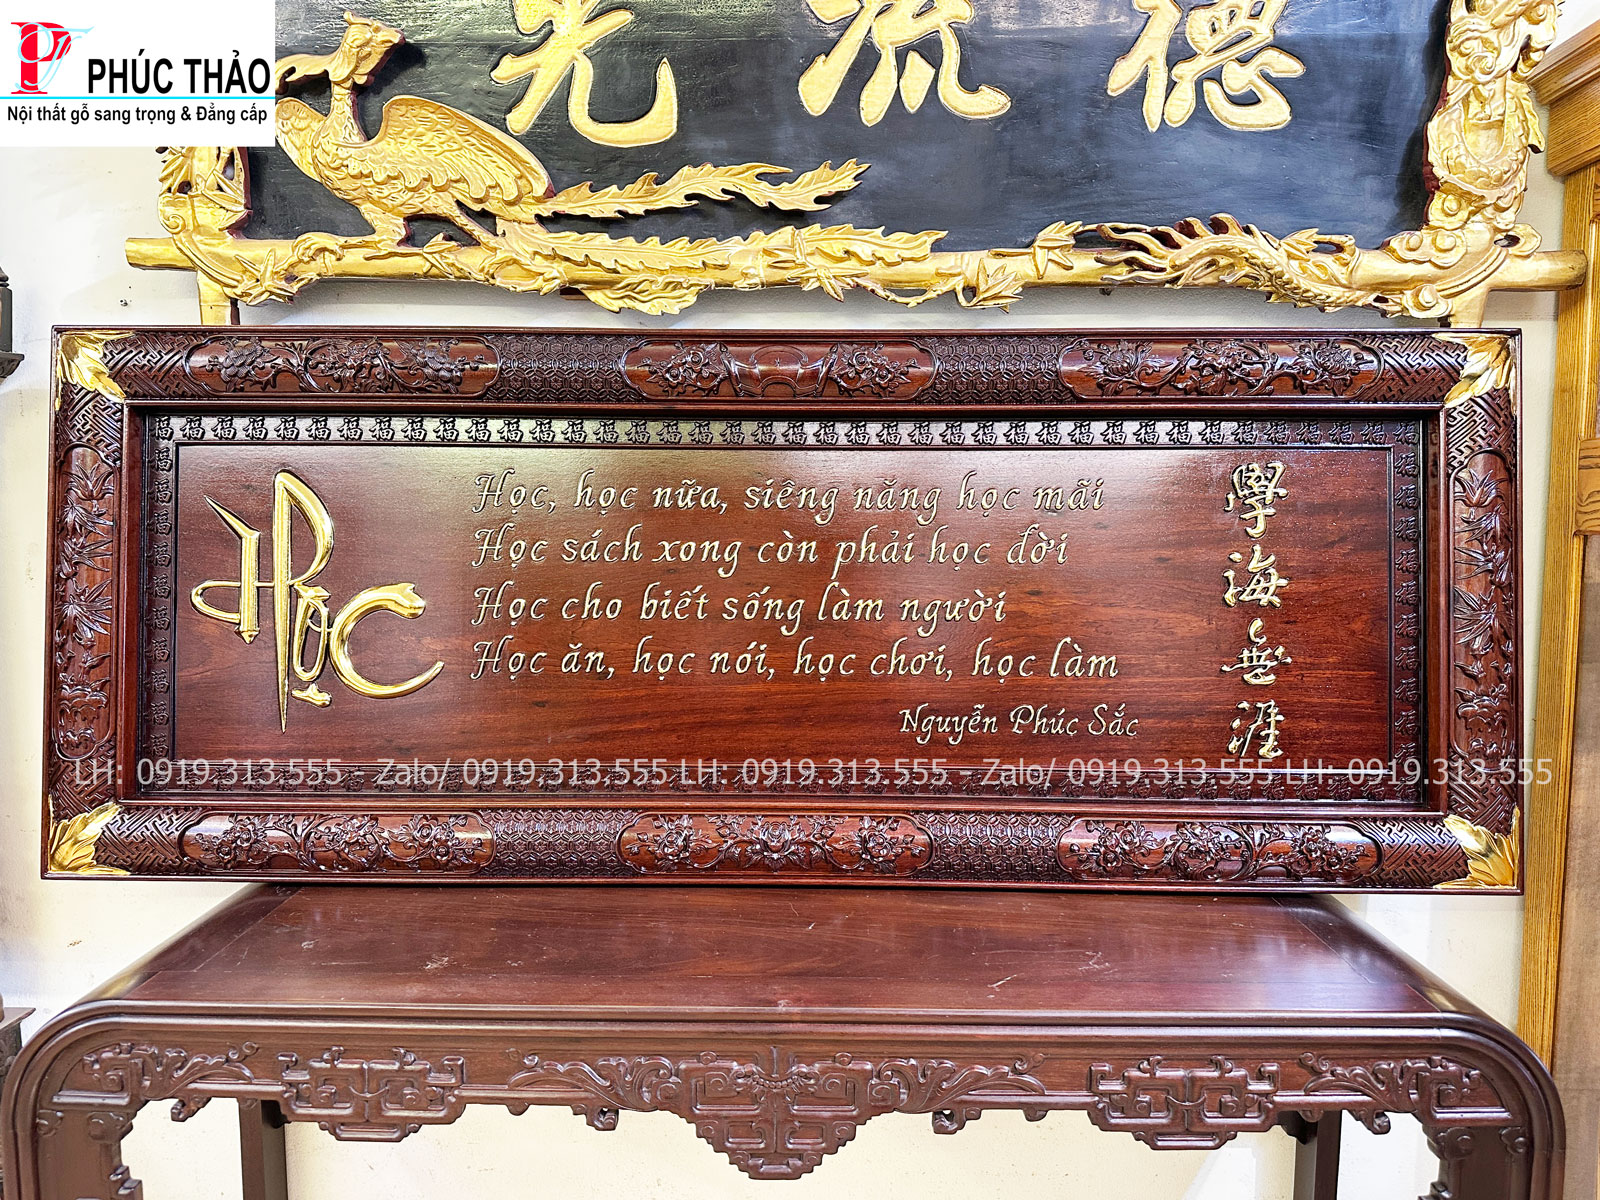 PT PHÚC THẢO
Nội thất gỗ sang trọng & Đẳng cấp
光流德
Học
Học, học nữa, siêng năng học mãi
Học sách xong còn phải học đời
Học cho biết sống làm người
Học ăn, học nói, học chơi, học làm
Nguyễn Phúc Sắc
學海無涯
LH: 0919.313.555 - Zalo/ 0919.313.555 LH: 0919.313.555 - Zalo/ 0919.313.555 LH: 0919.313.555